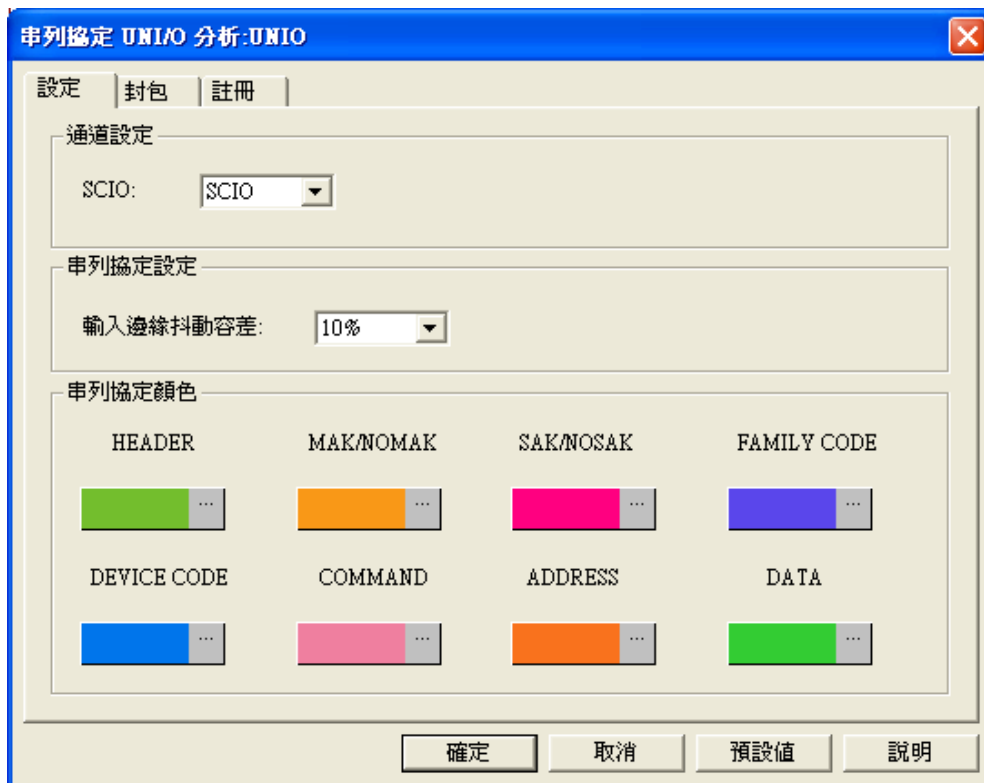 串列協定 UNI/O 分析:UNIO
設定 封包 註冊
通道設定
SCIO: SCIO
串列協定設定
輸入邊緣抖動容差: 10%
串列協定顏色
HEADER MAK/NOMAK SAK/NOSAK FAMILY CODE
... ... ... ...
DEVICE CODE COMMAND ADDRESS DATA
... ... ... ...
確定 取消 預設值 說明